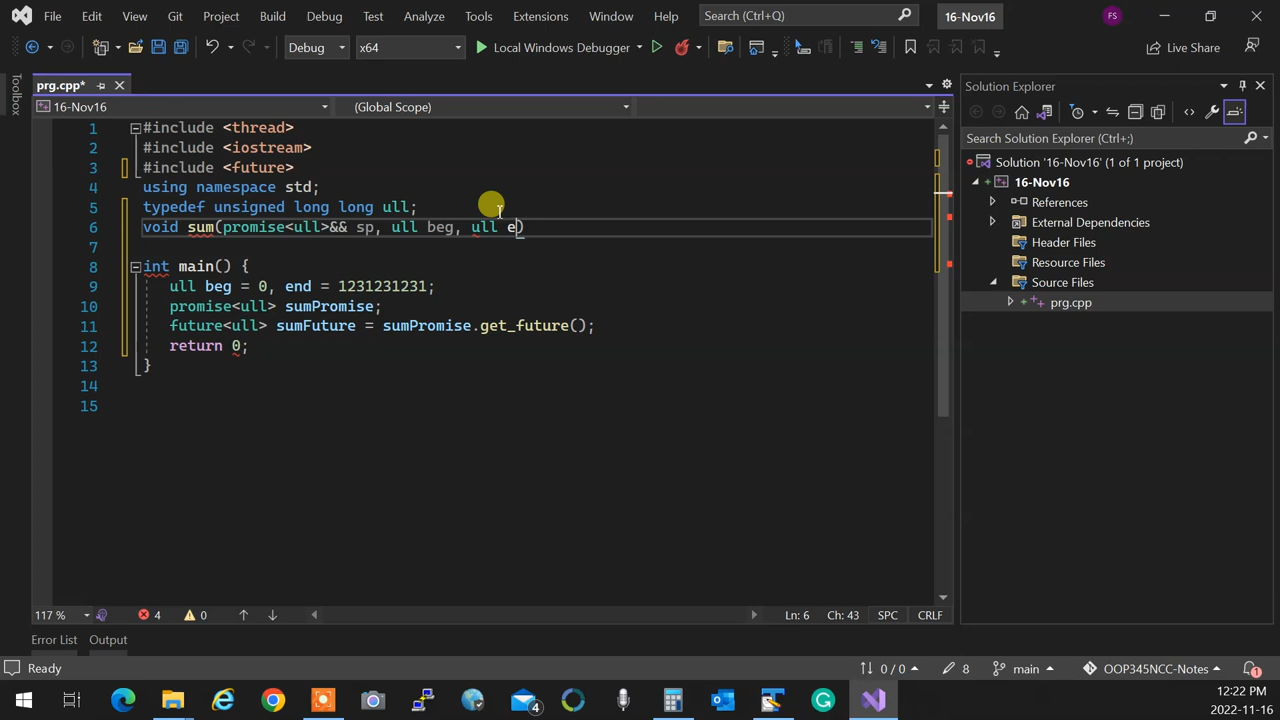 File Edit View Git Project Build Debug Test Analyze Tools Extensions Window Help Search (Ctrl+Q) 16-Nov16 FS
Debug x64 Local Windows Debugger Live Share
Toolbox
prg.cpp*
Solution Explorer
16-Nov16 (Global Scope)
Search Solution Explorer (Ctrl+;)
1 #include <thread>
2 #include <iostream>
3 #include <future>
4 using namespace std;
5 typedef unsigned long long ull;
6 void sum(promise<ull>&& sp, ull beg, ull e)
7
8 int main() {
9 ull beg = 0, end = 1231231231;
10 promise<ull> sumPromise;
11 future<ull> sumFuture = sumPromise.get_future();
12 return 0;
13 }
14
15
Solution '16-Nov16' (1 of 1 project)
16-Nov16
References
External Dependencies
Header Files
Resource Files
Source Files
prg.cpp
117 % 4 0 Ln: 6 Ch: 43 SPC CRLF
Error List Output
Ready 0 / 0 8 main OOP345NCC-Notes 1
4
12:22 PM
2022-11-16